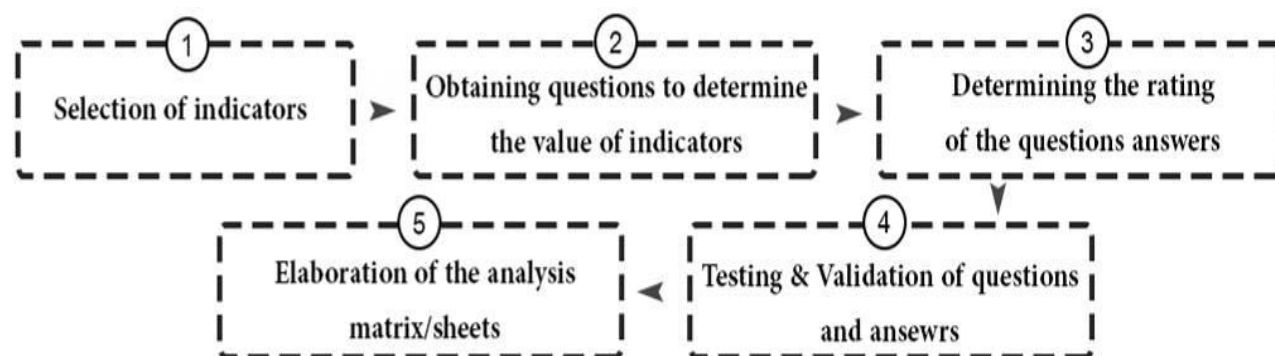 1
Selection of indicators
2
Obtaining questions to determine
the value of indicators
3
Determining the rating
of the questions answers
4
Testing & Validation of questions
and ansewrs
5
Elaboration of the analysis
matrix/sheets